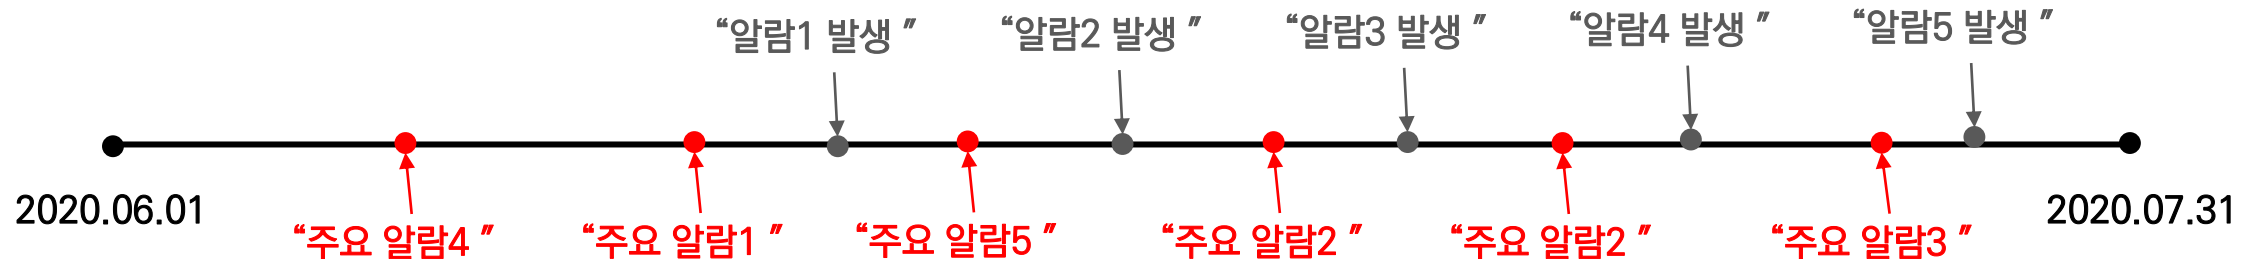 “알람1 발생 ”
“알람2 발생 ”
“알람3 발생 ”
“알람4 발생 ”
“알람5 발생 ”
2020.06.01
2020.07.31
“주요 알람4 ”
“주요 알람1 ”
“주요 알람5 ”
“주요 알람2 ”
“주요 알람2 ”
“주요 알람3 ”